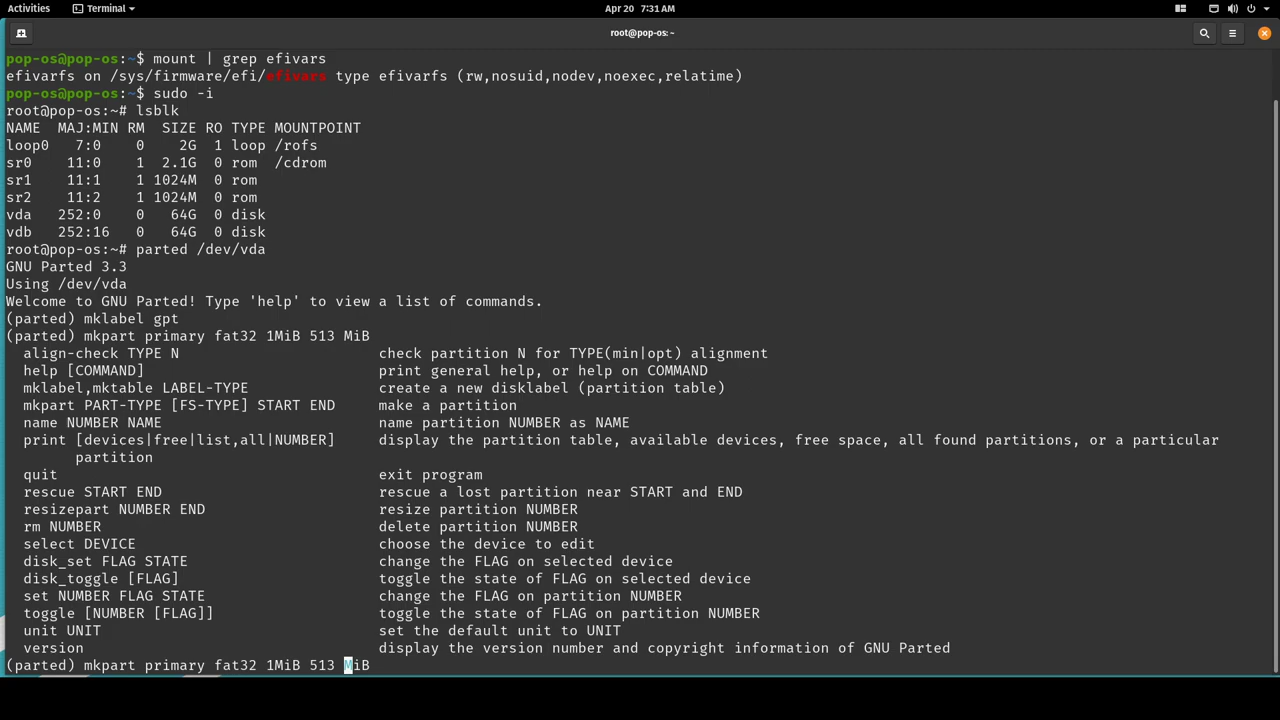 Activities
Terminal
Apr 20 7:31 AM
root@pop-os: ~
pop-os@pop-os:~$ mount | grep efivars
efivarfs on /sys/firmware/efi/efivars type efivarfs (rw,nosuid,nodev,noexec,relatime)
pop-os@pop-os:~$ sudo -i
root@pop-os:~# lsblk
NAME  MAJ:MIN RM  SIZE RO TYPE MOUNTPOINT
loop0   7:0    0    2G  1 loop /rofs
sr0    11:0    1  2.1G  0 rom  /cdrom
sr1    11:1    1 1024M  0 rom
sr2    11:2    1 1024M  0 rom
vda   252:0    0   64G  0 disk
vdb   252:16   0   64G  0 disk
root@pop-os:~# parted /dev/vda
GNU Parted 3.3
Using /dev/vda
Welcome to GNU Parted! Type 'help' to view a list of commands.
(parted) mklabel gpt
(parted) mkpart primary fat32 1MiB 513 MiB
  align-check TYPE N                       check partition N for TYPE(min|opt) alignment
  help [COMMAND]                           print general help, or help on COMMAND
  mklabel,mktable LABEL-TYPE               create a new disklabel (partition table)
  mkpart PART-TYPE [FS-TYPE] START END     make a partition
  name NUMBER NAME                         name partition NUMBER as NAME
  print [devices|free|list,all|NUMBER]     display the partition table, available devices, free space, all found partitions, or a particular
        partition
  quit                                     exit program
  rescue START END                         rescue a lost partition near START and END
  resizepart NUMBER END                    resize partition NUMBER
  rm NUMBER                                delete partition NUMBER
  select DEVICE                            choose the device to edit
  disk_set FLAG STATE                      change the FLAG on selected device
  disk_toggle [FLAG]                       toggle the state of FLAG on selected device
  set NUMBER FLAG STATE                    change the FLAG on partition NUMBER
  toggle [NUMBER [FLAG]]                   toggle the state of FLAG on partition NUMBER
  unit UNIT                                set the default unit to UNIT
  version                                  display the version number and copyright information of GNU Parted
(parted) mkpart primary fat32 1MiB 513 MiB